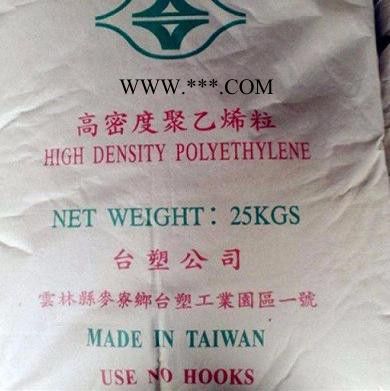 WWW.***.COM
高密度聚乙烯粒
HIGH DENSITY POLYETHYLENE
NET WEIGHT: 25KGS
台塑公司
雲林縣麥寮鄉台塑工業園區一號
MADE IN TAIWAN
USE NO HOOKS